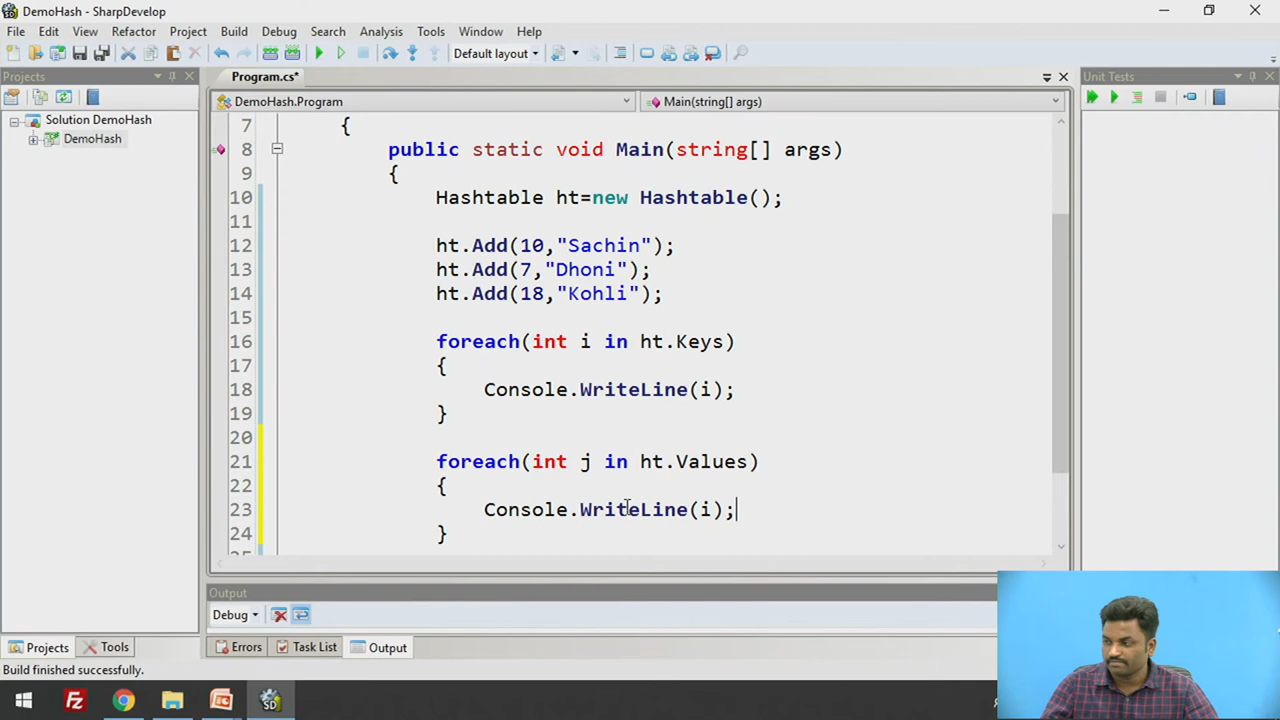 DemoHash - SharpDevelop
File Edit View Refactor Project Build Debug Search Analysis Tools Window Help
Default layout
Projects
Program.cs*
Unit Tests
DemoHash.Program
Main(string[] args)
Solution DemoHash
DemoHash
7 {
8 public static void Main(string[] args)
9 {
10 Hashtable ht=new Hashtable();
11
12 ht.Add(10,"Sachin");
13 ht.Add(7,"Dhoni");
14 ht.Add(18,"Kohli");
15
16 foreach(int i in ht.Keys)
17 {
18 Console.WriteLine(i);
19 }
20
21 foreach(int j in ht.Values)
22 {
23 Console.WriteLine(i);
24 }
Output
Debug
Projects Tools Errors Task List Output
Build finished successfully.
Fz
SD